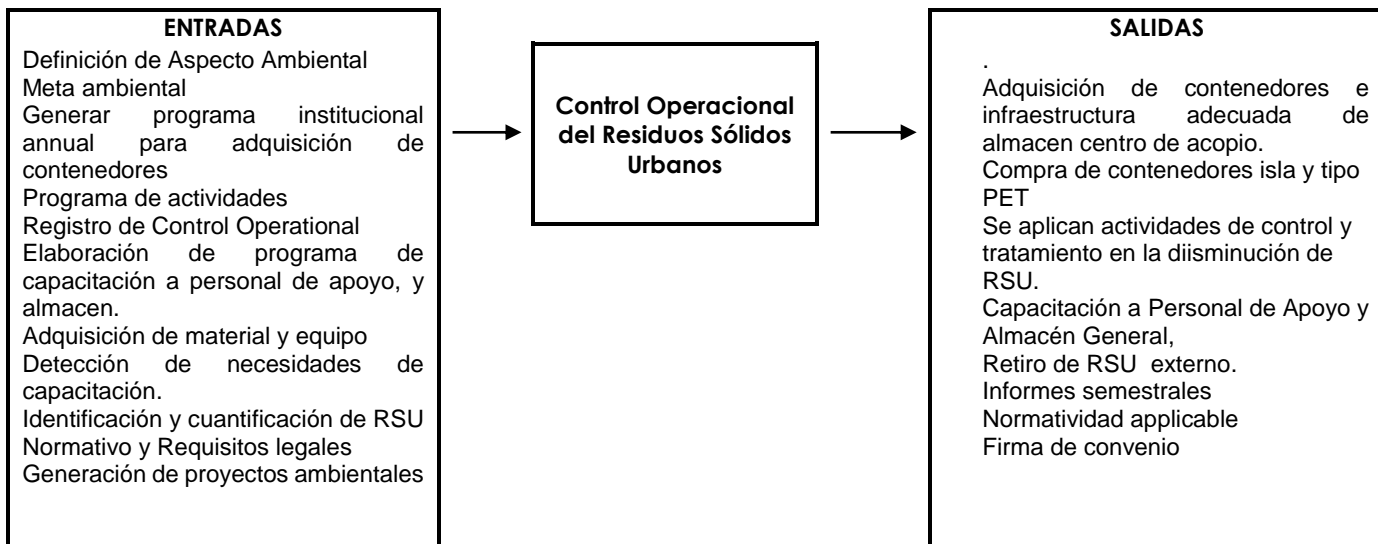 ENTRADAS
Definición de Aspecto Ambiental
Meta ambiental
Generar programa institucional
annual para adquisición de
contenedores
Programa de actividades
Registro de Control Operational
Elaboración de programa de
capacitación a personal de apoyo, y
almacen.
Adquisición de material y equipo
Detección de necesidades de
capacitación.
Identificación y cuantificación de RSU
Normativo y Requisitos legales
Generación de proyectos ambientales
Control Operacional
del Residuos Sólidos
Urbanos
SALIDAS
.
Adquisición de contenedores e
infraestructura adecuada de
almacen centro de acopio.
Compra de contenedores isla y tipo
PET
Se aplican actividades de control y
tratamiento en la diisminución de
RSU.
Capacitación a Personal de Apoyo y
Almacén General,
Retiro de RSU externo.
Informes semestrales
Normatividad applicable
Firma de convenio